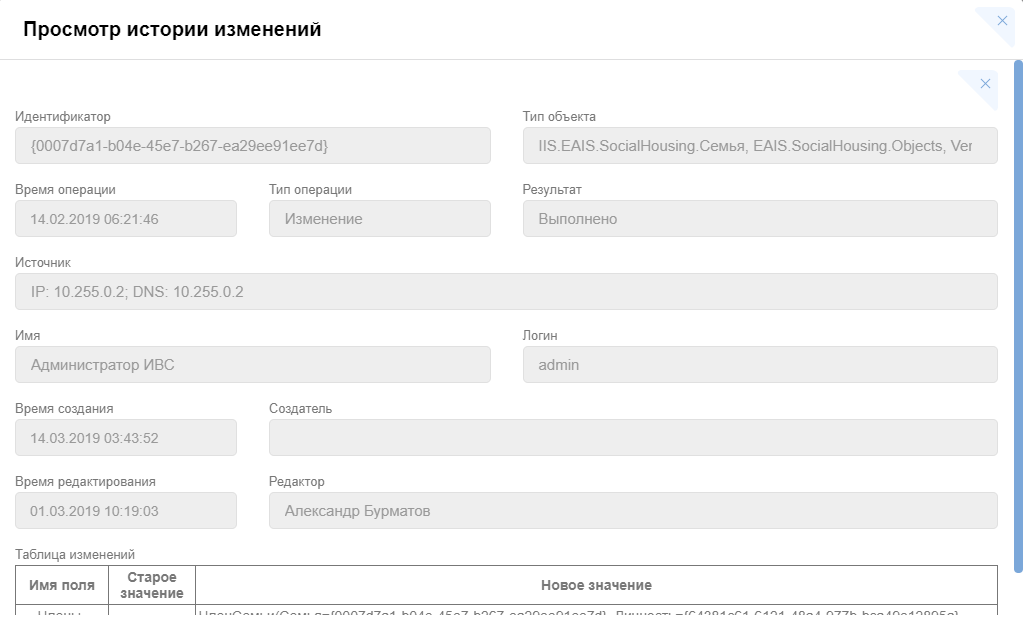 Просмотр истории изменений
Идентификатор
Тип объекта
{0007d7a1-b04e-45e7-b267-ea29ee91ee7d}
IIS.EAIS.SocialHousing.Семья, EAIS.SocialHousing.Objects, Ver
Время операции
Тип операции
Результат
14.02.2019 06:21:46
Изменение
Выполнено
Источник
IP: 10.255.0.2; DNS: 10.255.0.2
Имя
Логин
Администратор ИВС
admin
Время создания
Создатель
14.03.2019 03:43:52
Время редактирования
Редактор
01.03.2019 10:19:03
Александр Бурматов
Таблица изменений
Имя поля
Старое
значение
Новое значение
Члены